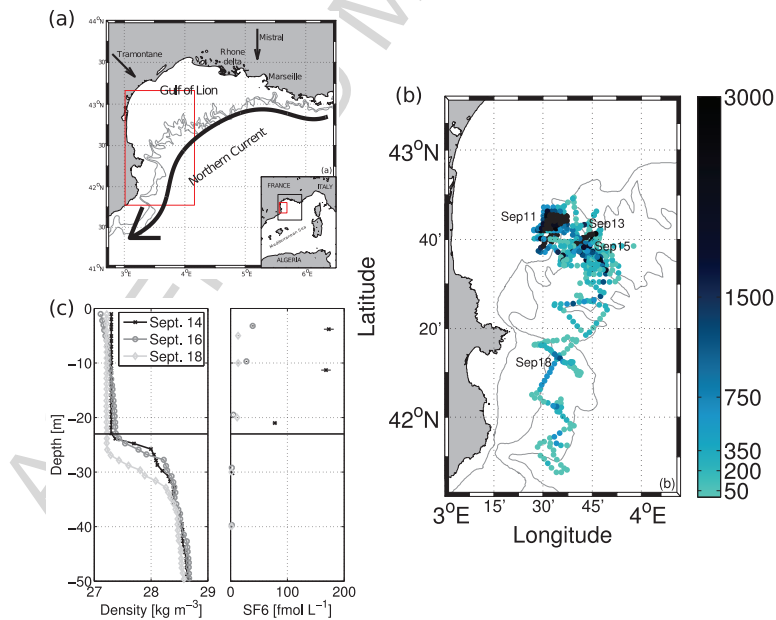 (a)
44°N
30'
43°N
30'
42°N
30'
41°N
3°E
4°E
5°E
6°E
Tramontane
Rhone
delta
Mistral
Marseille
Gulf of Lion
Northern Current
(a)
FRANCE
ITALY
Mediterranean Sea
ALGERIA
(b)
43°N
40'
20'
42°N
Latitude
Sep11
Sep13
Sep15
Sep18
(b)
3°E
15'
30'
45'
4°E
Longitude
3000
1500
750
350
200
50
(c)
0
−10
−20
−30
−40
−50
Depth [m]
Sept. 14
Sept. 16
Sept. 18
27
28
29
Density [kg m⁻³]
0
100
200
SF6 [fmol L⁻¹]